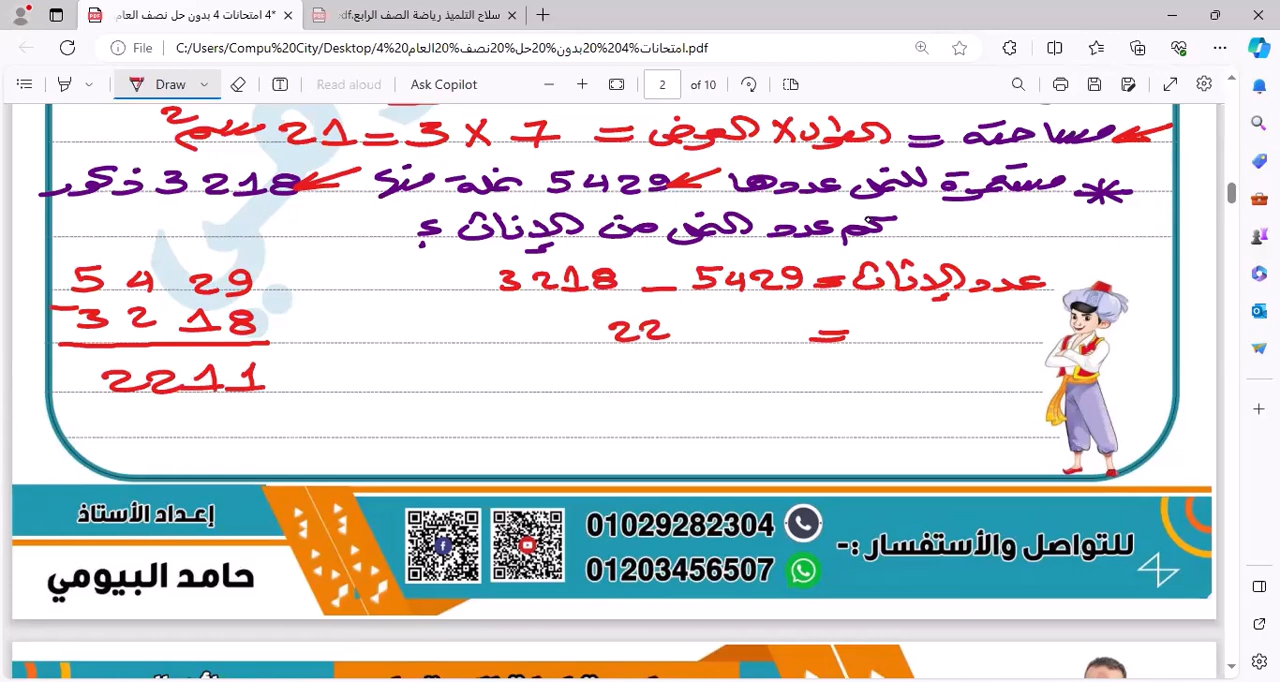 *4 امتحانات 4 بدون حل نصف العام
سلاح التلميذ رياضة الصف الرابع.pdf
File C:/Users/Compu%20City/Desktop/4%20امتحانات%204%20بدون%20حل%20نصف%20العام.pdf
Draw Read aloud Ask Copilot 2 of 10
مساحته = الطول X العرض = 7 X 3 = 21 سم2
* مستعمرة للنمل عددها 5429 نملة منها 3218 ذكور
كم عدد النمل من الإناث ؟
عدد الإناث = 5429 - 3218
= 22
5429
- 3218
2211
للتواصل والأستفسار :-
01029282304
01203456507
إعداد الأستاذ
حامد البيومي